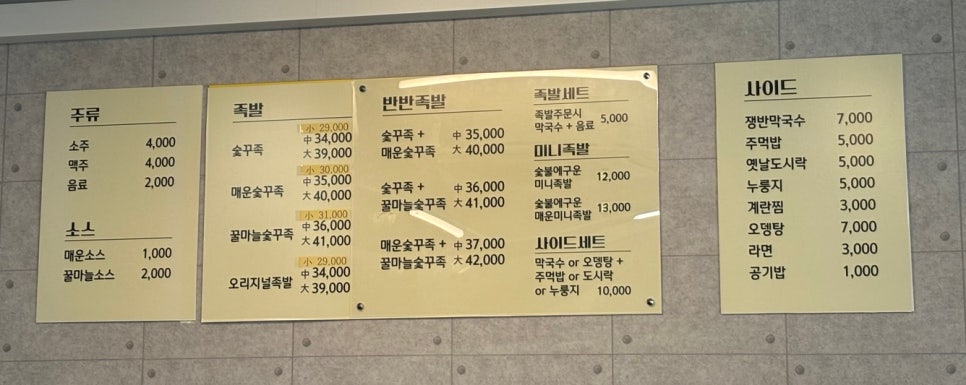 주류
소주 4,000
맥주 4,000
음료 2,000
소스
매운소스 1,000
꿀마늘소스 2,000
족발
小 29,000
숯꾸족 中 34,000
大 39,000
小 30,000
매운숯꾸족 中 35,000
大 40,000
小 31,000
꿀마늘숯꾸족 中 36,000
大 41,000
小 29,000
오리지널족발 中 34,000
大 39,000
반반족발
숯꾸족 + 中 35,000
매운숯꾸족 大 40,000
숯꾸족 + 中 36,000
꿀마늘숯꾸족 大 41,000
매운숯꾸족 + 中 37,000
꿀마늘숯꾸족 大 42,000
족발세트
족발주문시
막국수 + 음료 5,000
미니족발
숯불에구운
미니족발 12,000
숯불에구운
매운미니족발 13,000
사이드세트
막국수 or 오뎅탕 +
주먹밥 or 도시락
or 누룽지 10,000
사이드
쟁반막국수 7,000
주먹밥 5,000
옛날도시락 5,000
누룽지 5,000
계란찜 3,000
오뎅탕 7,000
라면 3,000
공기밥 1,000